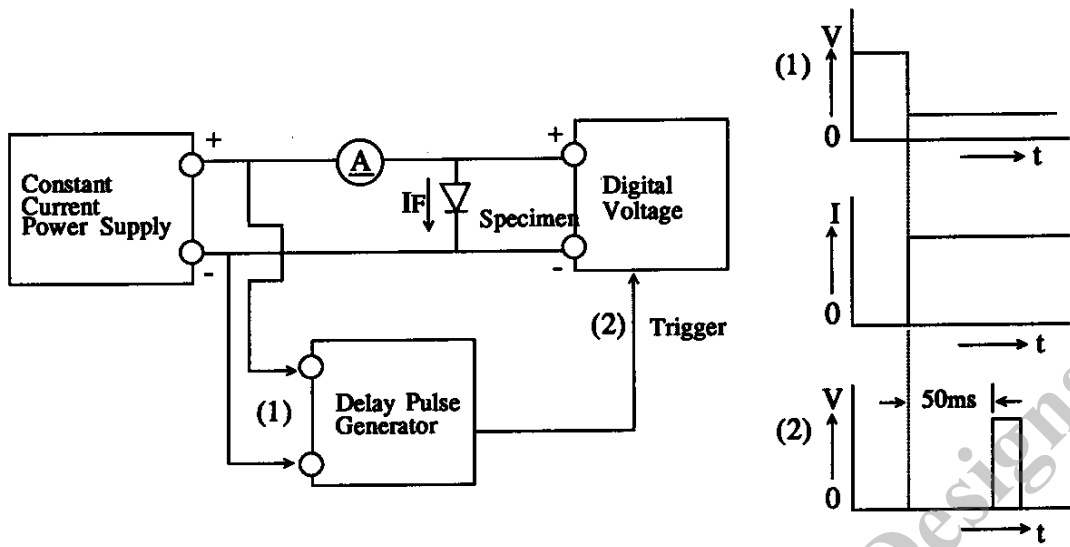 +
-
Constant
Current
Power Supply
A
IF
Specimen
+
-
Digital
Voltage
(2)
Trigger
(1)
Delay Pulse
Generator
(1)
V
0
t
I
0
t
(2)
V
50ms
0
t
Designs